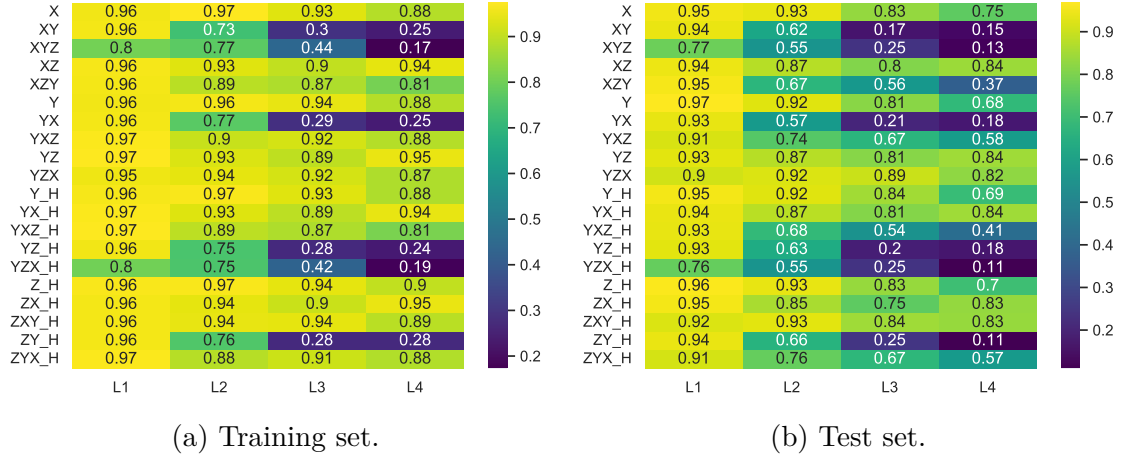 X 0.96 0.97 0.93 0.88
XY 0.96 0.73 0.3 0.25
XYZ 0.8 0.77 0.44 0.17
XZ 0.96 0.93 0.9 0.94
XZY 0.96 0.89 0.87 0.81
Y 0.96 0.96 0.94 0.88
YX 0.96 0.77 0.29 0.25
YXZ 0.97 0.9 0.92 0.88
YZ 0.97 0.93 0.89 0.95
YZX 0.95 0.94 0.92 0.87
Y_H 0.96 0.97 0.93 0.88
YX_H 0.97 0.93 0.89 0.94
YXZ_H 0.97 0.89 0.87 0.81
YZ_H 0.96 0.75 0.28 0.24
YZX_H 0.8 0.75 0.42 0.19
Z_H 0.96 0.97 0.94 0.9
ZX_H 0.96 0.94 0.9 0.95
ZXY_H 0.96 0.94 0.94 0.89
ZY_H 0.96 0.76 0.28 0.28
ZYX_H 0.97 0.88 0.91 0.88
L1 L2 L3 L4
0.9
0.8
0.7
0.6
0.5
0.4
0.3
0.2
(a) Training set.
X 0.95 0.93 0.83 0.75
XY 0.94 0.62 0.17 0.15
XYZ 0.77 0.55 0.25 0.13
XZ 0.94 0.87 0.8 0.84
XZY 0.95 0.67 0.56 0.37
Y 0.97 0.92 0.81 0.68
YX 0.93 0.57 0.21 0.18
YXZ 0.91 0.74 0.67 0.58
YZ 0.93 0.87 0.81 0.84
YZX 0.9 0.92 0.89 0.82
Y_H 0.95 0.92 0.84 0.69
YX_H 0.94 0.87 0.81 0.84
YXZ_H 0.93 0.68 0.54 0.41
YZ_H 0.93 0.63 0.2 0.18
YZX_H 0.76 0.55 0.25 0.11
Z_H 0.96 0.93 0.83 0.7
ZX_H 0.95 0.85 0.75 0.83
ZXY_H 0.92 0.93 0.84 0.83
ZY_H 0.94 0.66 0.25 0.11
ZYX_H 0.91 0.76 0.67 0.57
L1 L2 L3 L4
0.9
0.8
0.7
0.6
0.5
0.4
0.3
0.2
(b) Test set.